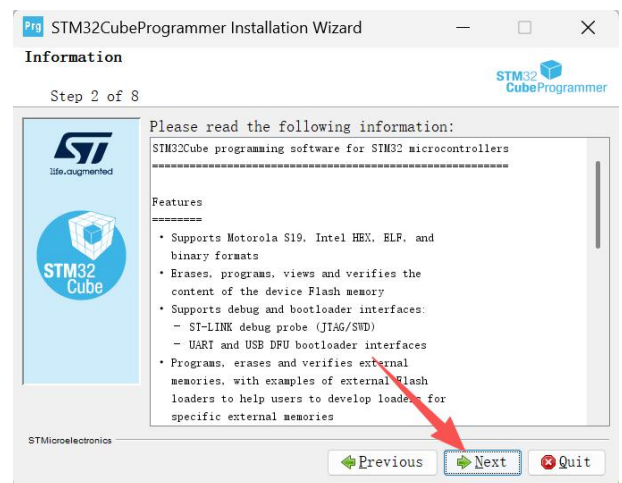 Prg STM32CubeProgrammer Installation Wizard
Information
Step 2 of 8
STM32
CubeProgrammer
life.augmented
STM32
Cube
Please read the following information:
STM32Cube programming software for STM32 microcontrollers
=======================================================
Features
========
• Supports Motorola S19, Intel HEX, ELF, and
binary formats
• Erases, programs, views and verifies the
content of the device Flash memory
• Supports debug and bootloader interfaces:
- ST-LINK debug probe (JTAG/SWD)
- UART and USB DFU bootloader interfaces
• Programs, erases and verifies external
memories, with examples of external Flash
loaders to help users to develop loaders for
specific external memories
STMicroelectronics
Previous
Next
Quit